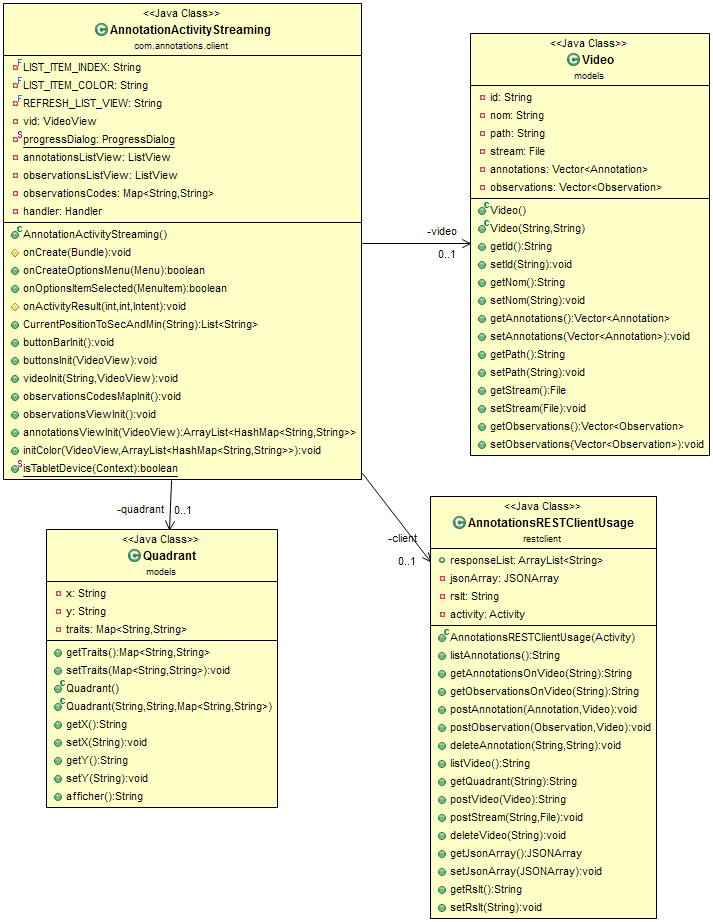 <<Java Class>>
AnnotationActivityStreaming
com.annotations.client
LIST_ITEM_INDEX: String
LIST_ITEM_COLOR: String
REFRESH_LIST_VIEW: String
vid: VideoView
progressDialog: ProgressDialog
annotationsListView: ListView
observationsListView: ListView
observationsCodes: Map<String,String>
handler: Handler
AnnotationActivityStreaming()
onCreate(Bundle):void
onCreateOptionsMenu(Menu):boolean
onOptionsItemSelected(MenuItem):boolean
onActivityResult(int,int,Intent):void
CurrentPositionToSecAndMin(String):List<String>
buttonBarInit():void
buttonsInit(VideoView):void
videoInit(String,VideoView):void
observationsCodesMapInit():void
observationsViewInit():void
annotationsViewInit(VideoView):ArrayList<HashMap<String,String>>
initColor(VideoView,ArrayList<HashMap<String,String>>):void
isTabletDevice(Context):boolean
-video
0..1
<<Java Class>>
Video
models
id: String
nom: String
path: String
stream: File
annotations: Vector<Annotation>
observations: Vector<Observation>
Video()
Video(String,String)
getId():String
setId(String):void
getNom():String
setNom(String):void
getAnnotations():Vector<Annotation>
setAnnotations(Vector<Annotation>):void
getPath():String
setPath(String):void
getStream():File
setStream(File):void
getObservations():Vector<Observation>
setObservations(Vector<Observation>):void
-quadrant
0..1
<<Java Class>>
Quadrant
models
x: String
y: String
traits: Map<String,String>
getTraits():Map<String,String>
setTraits(Map<String,String>):void
Quadrant()
Quadrant(String,String,Map<String,String>)
getX():String
setX(String):void
getY():String
setY(String):void
afficher():String
-client
0..1
<<Java Class>>
AnnotationsRESTClientUsage
restclient
responseList: ArrayList<String>
jsonArray: JSONArray
rslt: String
activity: Activity
AnnotationsRESTClientUsage(Activity)
listAnnotations():String
getAnnotationsOnVideo(String):String
getObservationsOnVideo(String):String
postAnnotation(Annotation,Video):void
postObservation(Observation,Video):void
deleteAnnotation(String,String):void
listVideo():String
getQuadrant(String):String
postVideo(Video):String
postStream(String,File):void
deleteVideo(String):void
getJsonArray():JSONArray
setJsonArray(JSONArray):void
getRslt():String
setRslt(String):void